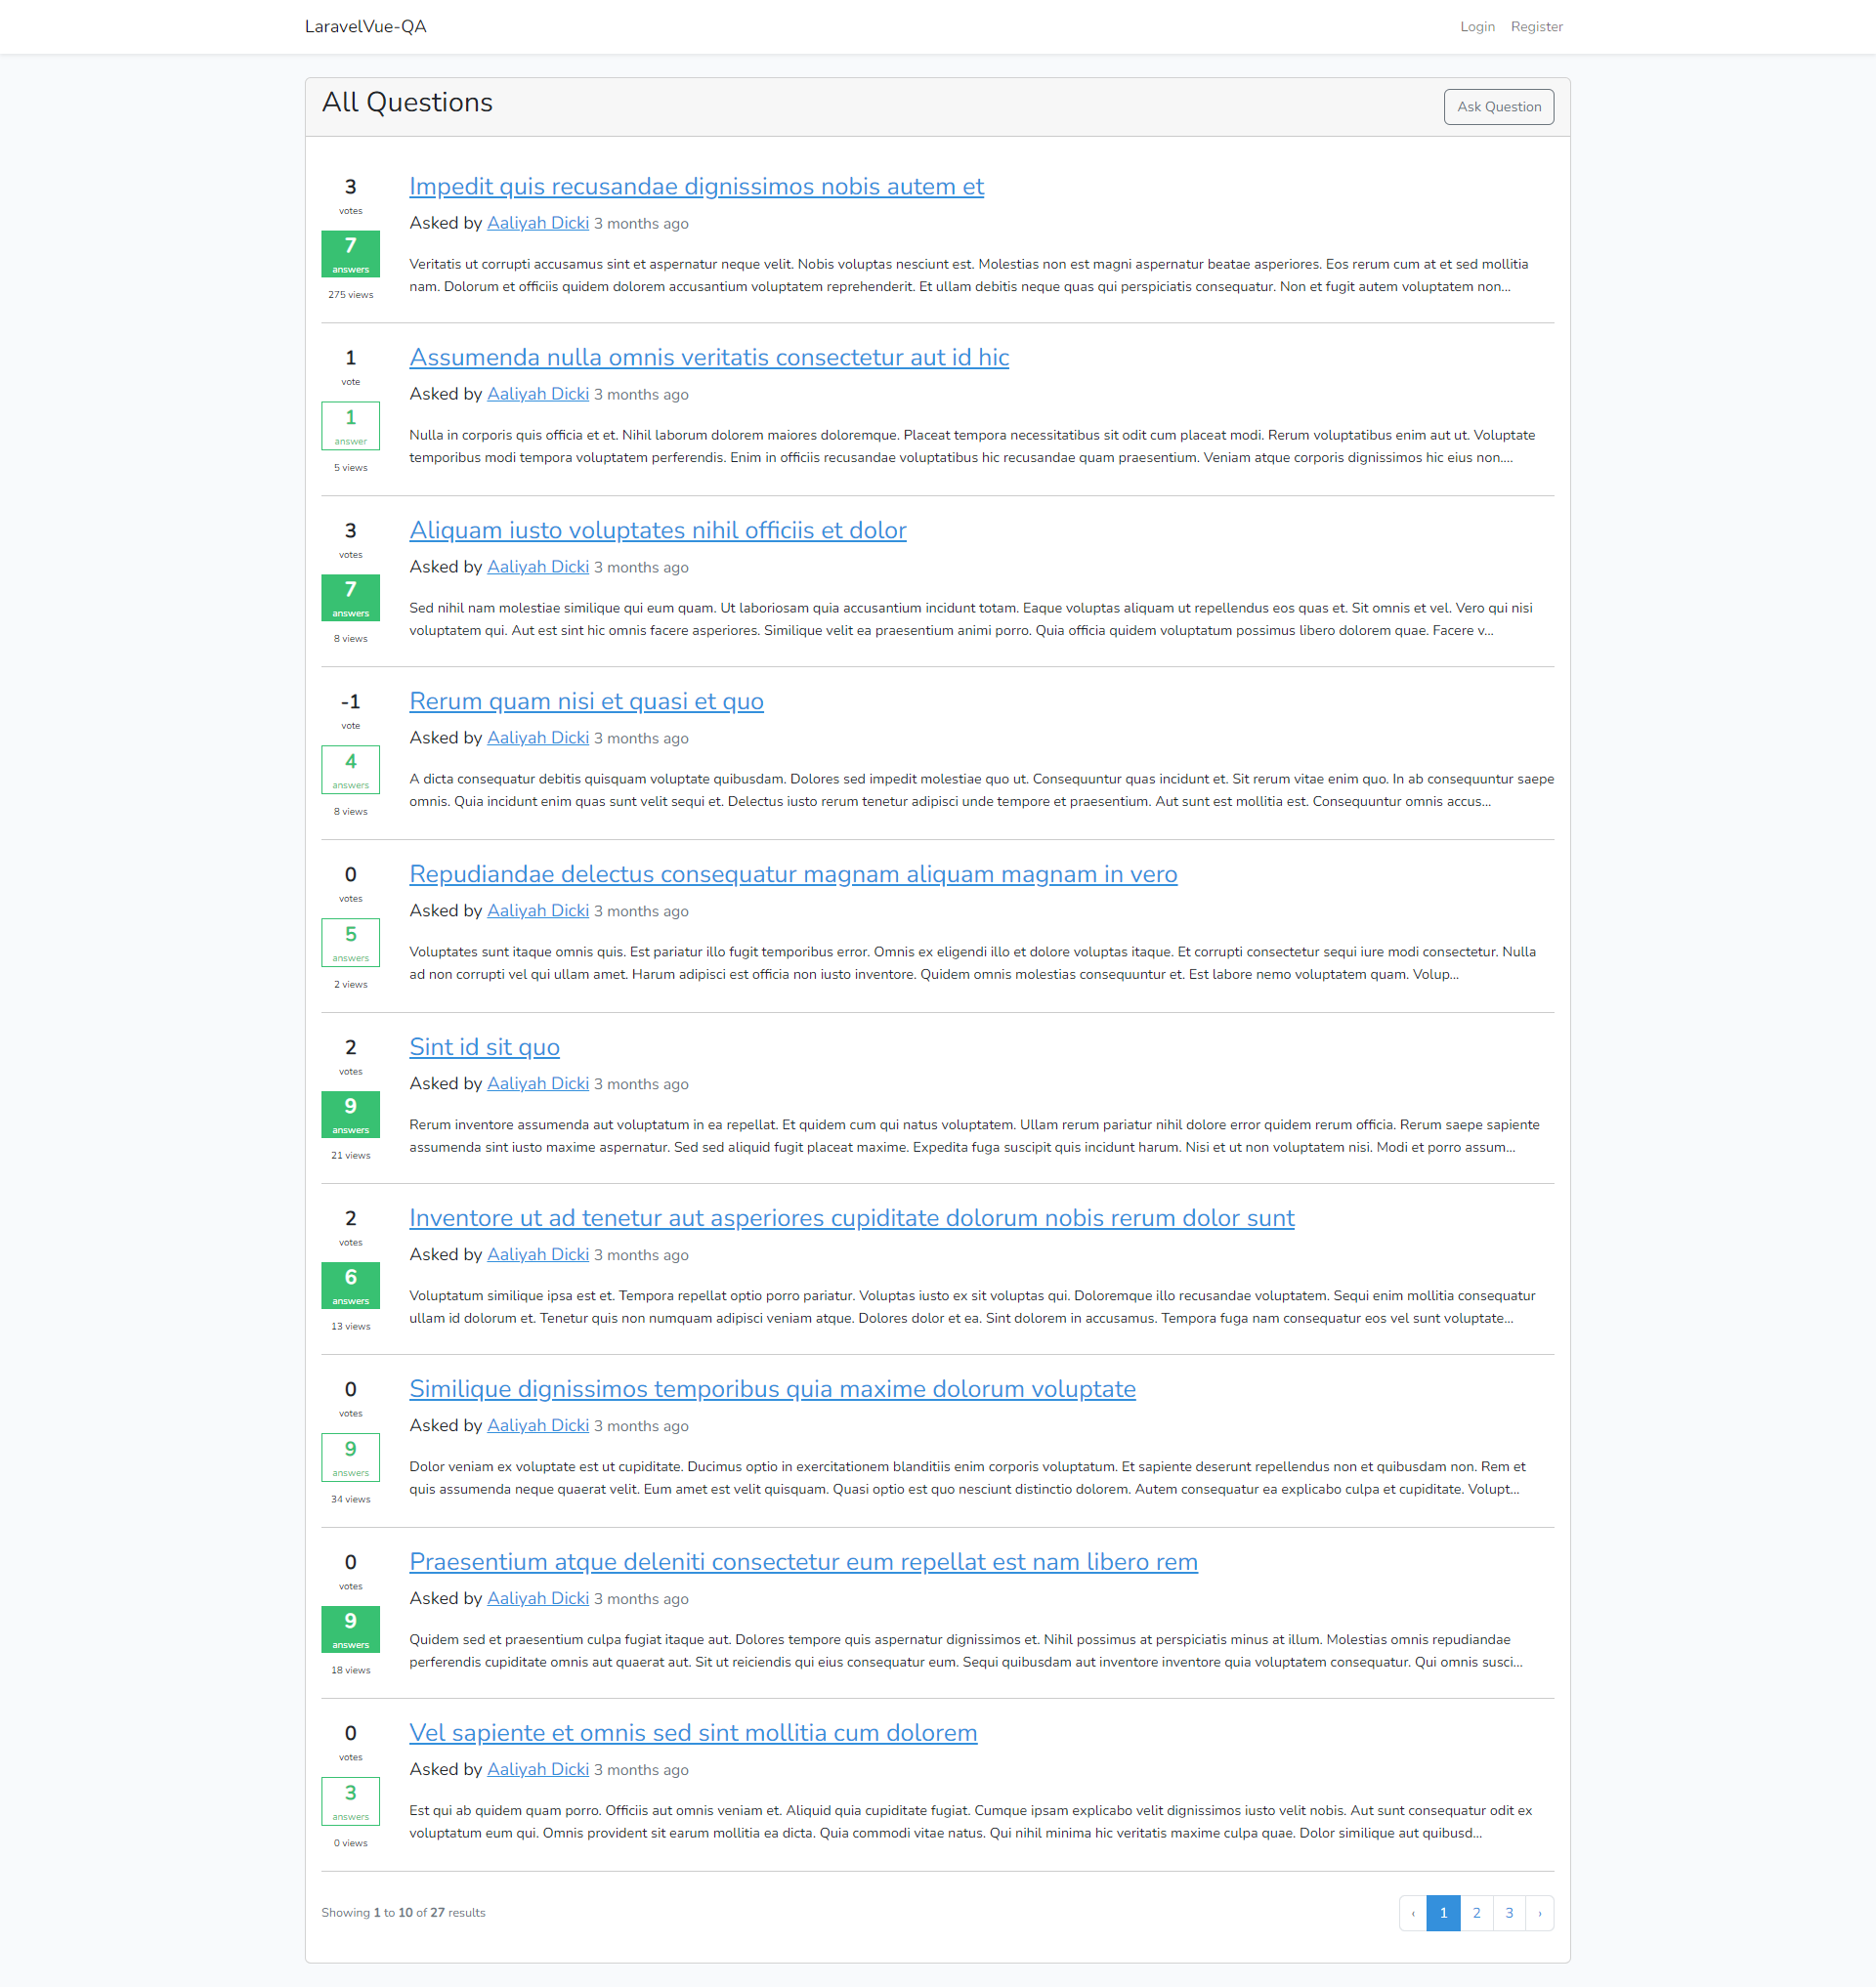 LaravelVue-QA
Login Register
All Questions
Ask Question
3
votes
7
answers
275 views
Impedit quis recusandae dignissimos nobis autem et
Asked by Aaliyah Dicki 3 months ago
Veritatis ut corrupti accusamus sint et aspernatur neque velit. Nobis voluptas nesciunt est. Molestias non est magni aspernatur beatae asperiores. Eos rerum cum at et sed mollitia
nam. Dolorum et officiis quidem dolorem accusantium voluptatem reprehenderit. Et ullam debitis neque quas qui perspiciatis consequatur. Non et fugit autem voluptatem non...
1
vote
1
answer
5 views
Assumenda nulla omnis veritatis consectetur aut id hic
Asked by Aaliyah Dicki 3 months ago
Nulla in corporis quis officia et et. Nihil laborum dolorem maiores doloremque. Placeat tempora necessitatibus sit odit cum placeat modi. Rerum voluptatibus enim aut ut. Voluptate
temporibus modi tempora voluptatem perferendis. Enim in officiis recusandae voluptatibus hic recusandae quam praesentium. Veniam atque corporis dignissimos hic eius non....
3
votes
7
answers
8 views
Aliquam iusto voluptates nihil officiis et dolor
Asked by Aaliyah Dicki 3 months ago
Sed nihil nam molestiae similique qui eum quam. Ut laboriosam quia accusantium incidunt totam. Eaque voluptas aliquam ut repellendus eos quas et. Sit omnis et vel. Vero qui nisi
voluptatem qui. Aut est sint hic omnis facere asperiores. Similique velit ea praesentium animi porro. Quia officia quidem voluptatum possimus libero dolorem quae. Facere v...
-1
vote
4
answers
8 views
Rerum quam nisi et quasi et quo
Asked by Aaliyah Dicki 3 months ago
A dicta consequatur debitis quisquam voluptate quibusdam. Dolores sed impedit molestiae quo ut. Consequuntur quas incidunt et. Sit rerum vitae enim quo. In ab consequuntur saepe
omnis. Quia incidunt enim quas sunt velit sequi et. Delectus iusto rerum tenetur adipisci unde tempore et praesentium. Aut sunt est mollitia est. Consequuntur omnis accus...
0
votes
5
answers
2 views
Repudiandae delectus consequatur magnam aliquam magnam in vero
Asked by Aaliyah Dicki 3 months ago
Voluptates sunt itaque omnis quis. Est pariatur illo fugit temporibus error. Omnis ex eligendi illo et dolore voluptas itaque. Et corrupti consectetur sequi iure modi consectetur. Nulla
ad non corrupti vel qui ullam amet. Harum adipisci est officia non iusto inventore. Quidem omnis molestias consequuntur et. Est labore nemo voluptatem quam. Volup...
2
votes
9
answers
21 views
Sint id sit quo
Asked by Aaliyah Dicki 3 months ago
Rerum inventore assumenda aut voluptatum in ea repellat. Et quidem cum qui natus voluptatem. Ullam rerum pariatur nihil dolore error quidem rerum officia. Rerum saepe sapiente
assumenda sint iusto maxime aspernatur. Sed sed aliquid fugit placeat maxime. Expedita fuga suscipit quis incidunt harum. Nisi et ut non voluptatem nisi. Modi et porro assum...
2
votes
6
answers
13 views
Inventore ut ad tenetur aut asperiores cupiditate dolorum nobis rerum dolor sunt
Asked by Aaliyah Dicki 3 months ago
Voluptatum similique ipsa est et. Tempora repellat optio porro pariatur. Voluptas iusto ex sit voluptas qui. Doloremque illo recusandae voluptatem. Sequi enim mollitia consequatur
ullam id dolorum et. Tenetur quis non numquam adipisci veniam atque. Dolores dolor et ea. Sint dolorem in accusamus. Tempora fuga nam consequatur eos vel sunt voluptate...
0
votes
9
answers
34 views
Similique dignissimos temporibus quia maxime dolorum voluptate
Asked by Aaliyah Dicki 3 months ago
Dolor veniam ex voluptate est ut cupiditate. Ducimus optio in exercitationem blanditiis enim corporis voluptatum. Et sapiente deserunt repellendus non et quibusdam non. Rem et
quis assumenda neque quaerat velit. Eum amet est velit quisquam. Quasi optio est quo nesciunt distinctio dolorem. Autem consequatur ea explicabo culpa et cupiditate. Volupt...
0
votes
9
answers
18 views
Praesentium atque deleniti consectetur eum repellat est nam libero rem
Asked by Aaliyah Dicki 3 months ago
Quidem sed et praesentium culpa fugiat itaque aut. Dolores tempore quis aspernatur dignissimos et. Nihil possimus at perspiciatis minus at illum. Molestias omnis repudiandae
perferendis cupiditate omnis aut quaerat aut. Sit ut reiciendis qui eius consequatur eum. Sequi quibusdam aut inventore inventore quia voluptatem consequatur. Qui omnis susci...
0
votes
3
answers
0 views
Vel sapiente et omnis sed sint mollitia cum dolorem
Asked by Aaliyah Dicki 3 months ago
Est qui ab quidem quam porro. Officiis aut omnis veniam et. Aliquid quia cupiditate fugiat. Cumque ipsam explicabo velit dignissimos iusto velit nobis. Aut sunt consequatur odit ex
voluptatum eum qui. Omnis provident sit earum mollitia ea dicta. Quia commodi vitae natus. Qui nihil minima hic veritatis maxime culpa quae. Dolor similique aut quibusd...
Showing 1 to 10 of 27 results
‹ 1 2 3 ›